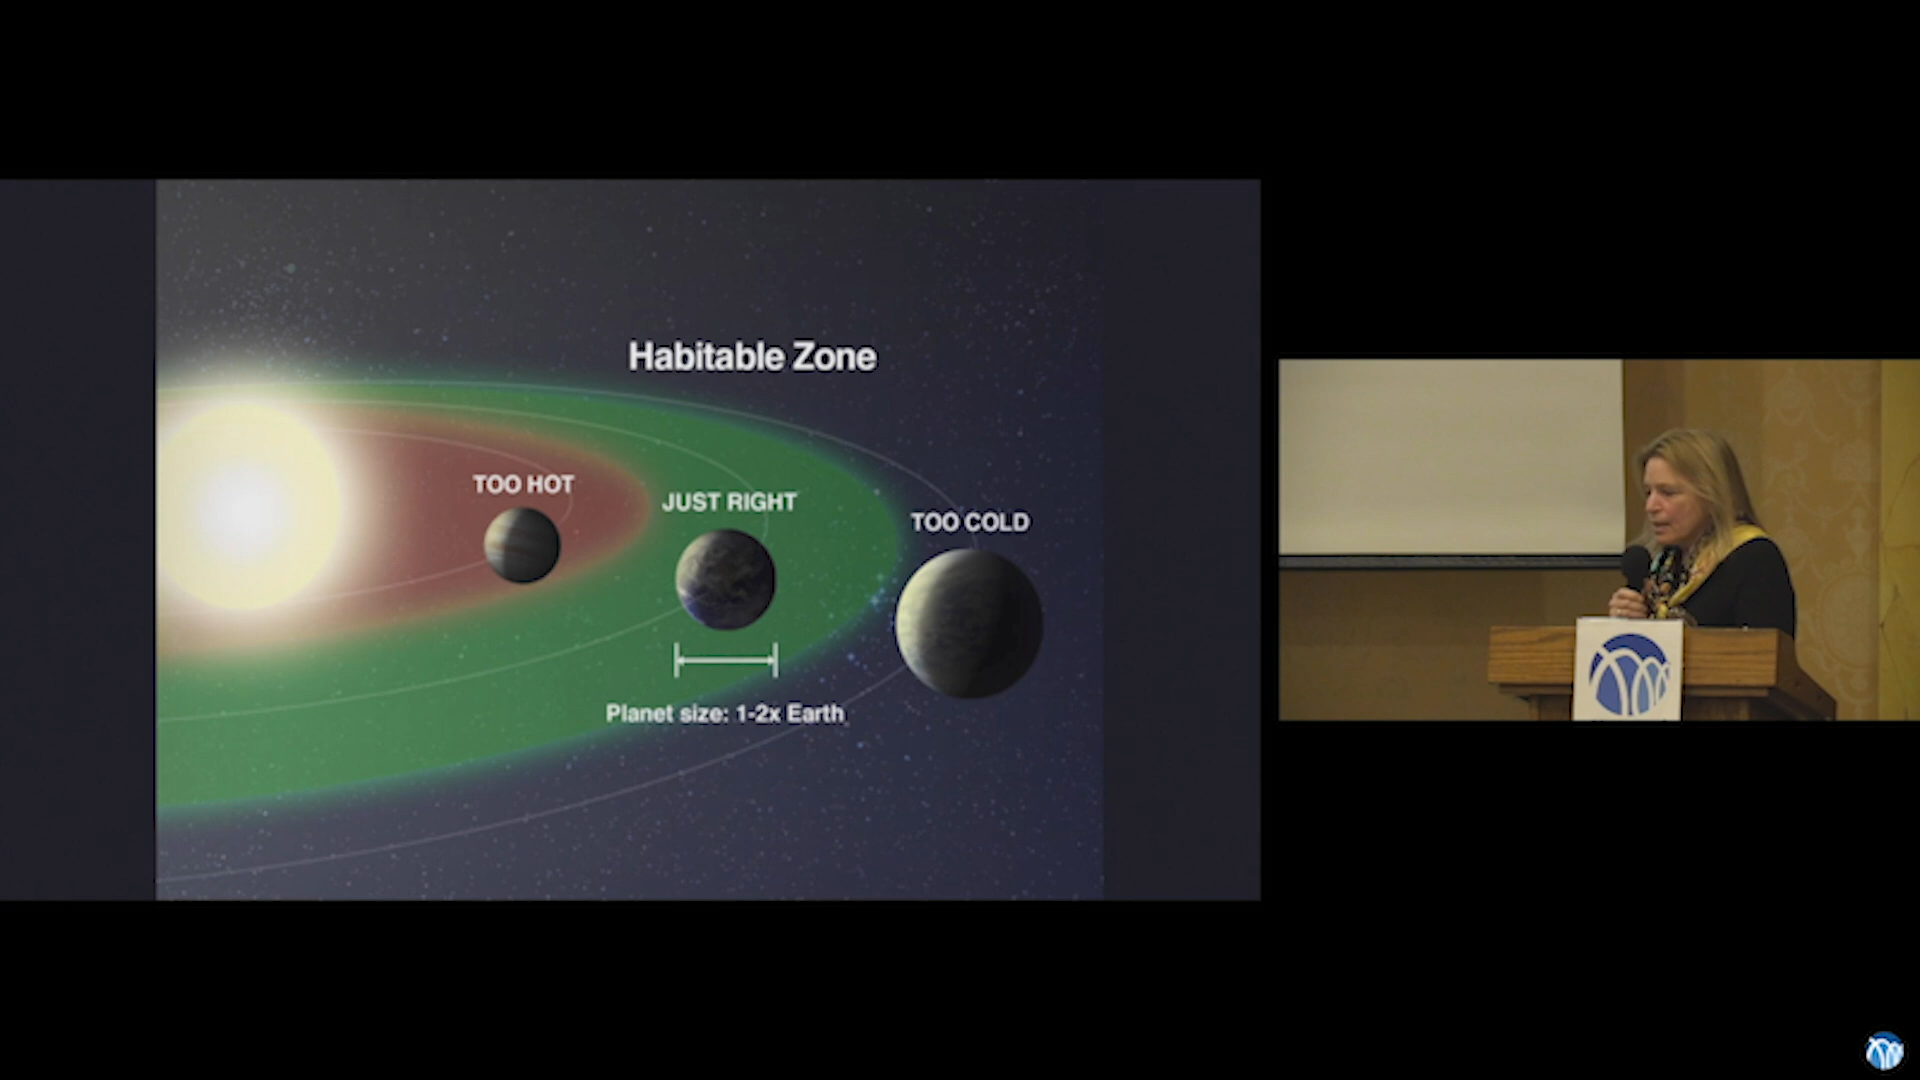 Habitable Zone
TOO HOT
JUST RIGHT
TOO COLD
Planet size: 1-2x Earth